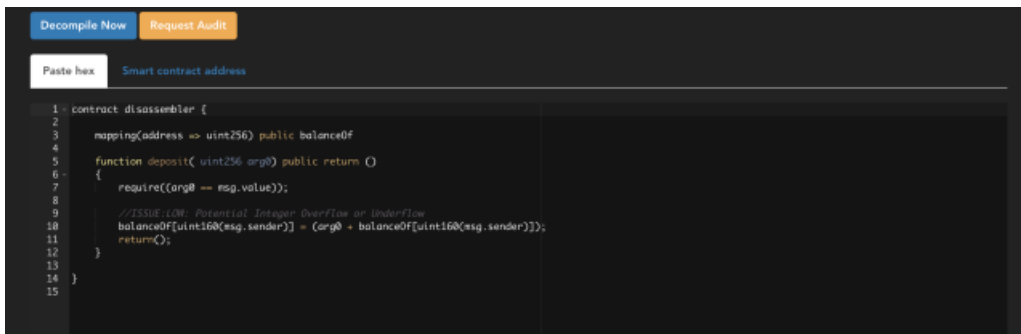 Decompile Now Request Audit
Paste hex Smart contract address
1 contract disassembler {
2
3 mapping(address => uint256) public balanceOf
4
5 function deposit( uint256 arg0) public return ()
6 {
7 require((arg0 == msg.value));
8
9 //ISSUE:LOW: Potential Integer Overflow or Underflow
10 balanceOf[uint160(msg.sender)] = (arg0 + balanceOf[uint160(msg.sender)]);
11 return();
12 }
13
14 }
15